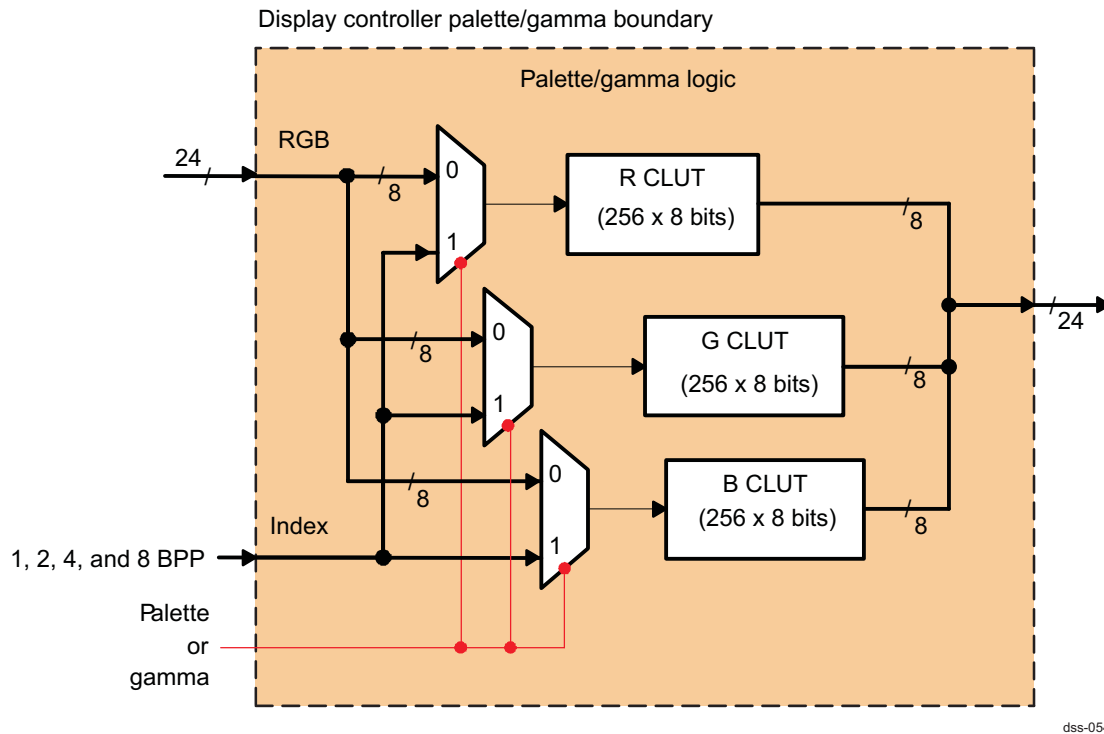 Display controller palette/gamma boundary
Palette/gamma logic
RGB
24
8
0
1
R CLUT
(256 x 8 bits)
8
8
0
1
G CLUT
(256 x 8 bits)
8
24
8
0
1
B CLUT
(256 x 8 bits)
8
Index
1, 2, 4, and 8 BPP
Palette
or
gamma